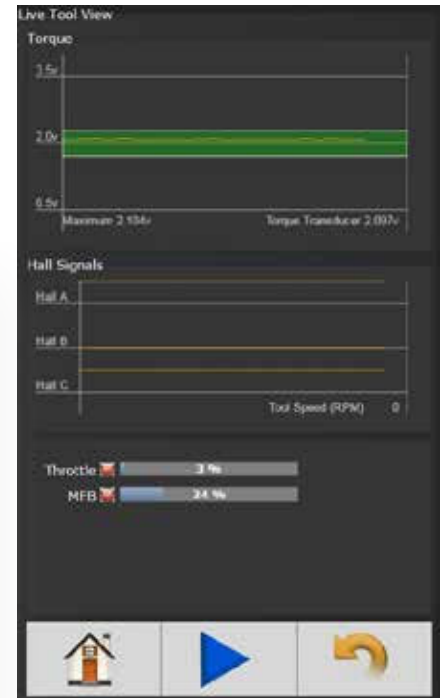 Live Tool View
Torque
3.5v
2.0v
0.5v
Maximum 2.104v
Torque Transducer 2.097v
Hall Signals
Hall A
Hall B
Hall C
Tool Speed (RPM) 0
Throttle 3 %
MFB 24 %